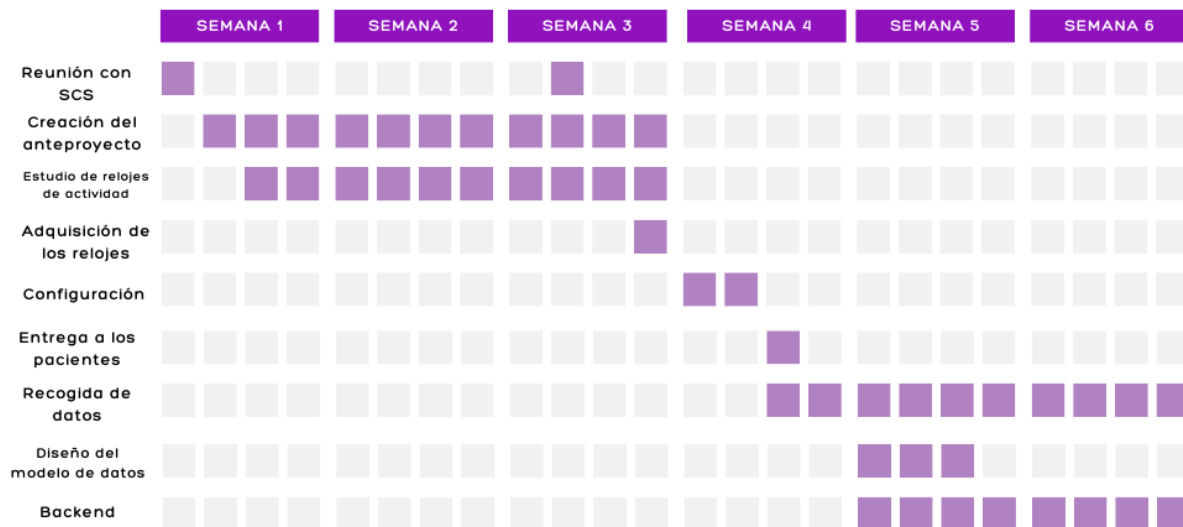 SEMANA 1
SEMANA 2
SEMANA 3
SEMANA 4
SEMANA 5
SEMANA 6
Reunión con
SCS
Creación del
anteproyecto
Estudio de relojes
de actividad
Adquisición de
los relojes
Configuración
Entrega a los
pacientes
Recogida de
datos
Diseño del
modelo de datos
Backend